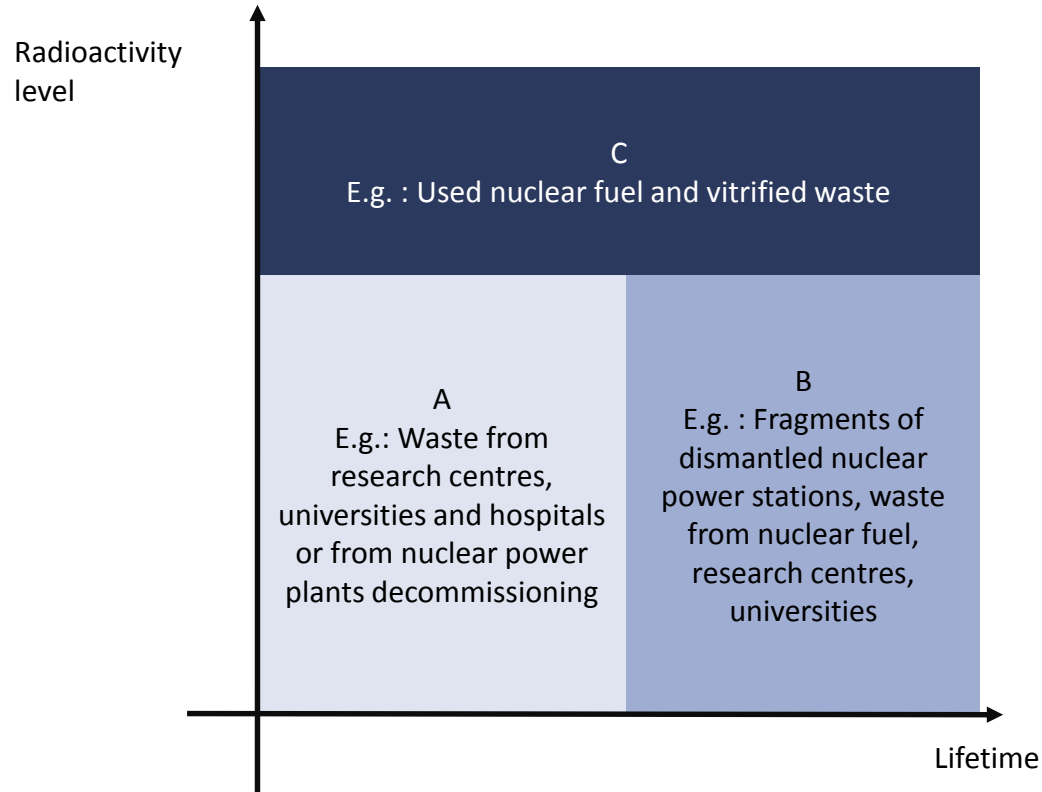 Radioactivity
level
C
E.g. : Used nuclear fuel and vitrified waste
A
E.g.: Waste from
research centres,
universities and hospitals
or from nuclear power
plants decommissioning
B
E.g. : Fragments of
dismantled nuclear
power stations, waste
from nuclear fuel,
research centres,
universities
Lifetime